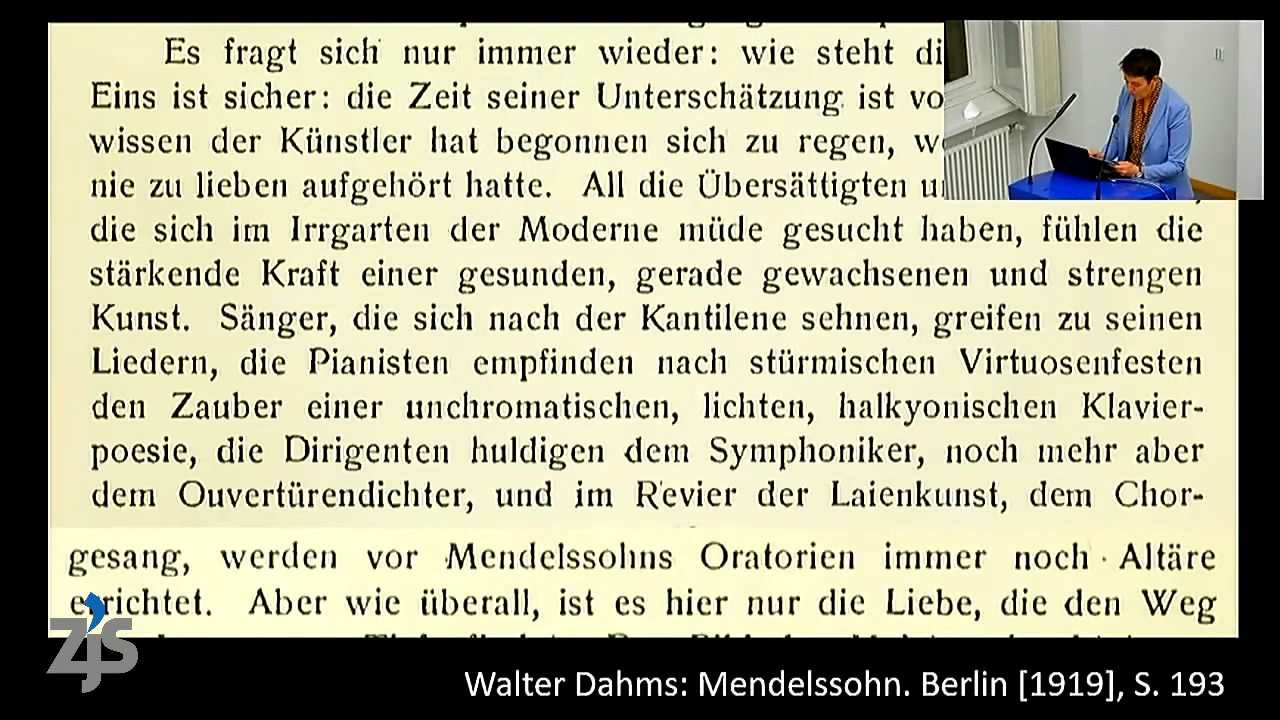 Es fragt sich nur immer wieder: wie steht
Eins ist sicher: die Zeit seiner Unterschätzung ist
wissen der Künstler hat begonnen sich zu regen,
nie zu lieben aufgehört hatte. All die Übersättigten
die sich im Irrgarten der Moderne müde gesucht haben, fühlen die
stärkende Kraft einer gesunden, gerade gewachsenen und strengen
Kunst. Sänger, die sich nach der Kantilene sehnen, greifen zu seinen
Liedern, die Pianisten empfinden nach stürmischen Virtuosenfesten
den Zauber einer unchromatischen, lichten, halkyonischen Klavier-
poesie, die Dirigenten huldigen dem Symphoniker, noch mehr aber
dem Ouvertürendichter, und im Revier der Laienkunst, dem Chor-
gesang, werden vor Mendelssohns Oratorien immer noch Altäre
errichtet. Aber wie überall, ist es hier nur die Liebe, die den Weg
zjs
Walter Dahms: Mendelssohn. Berlin [1919], S. 193